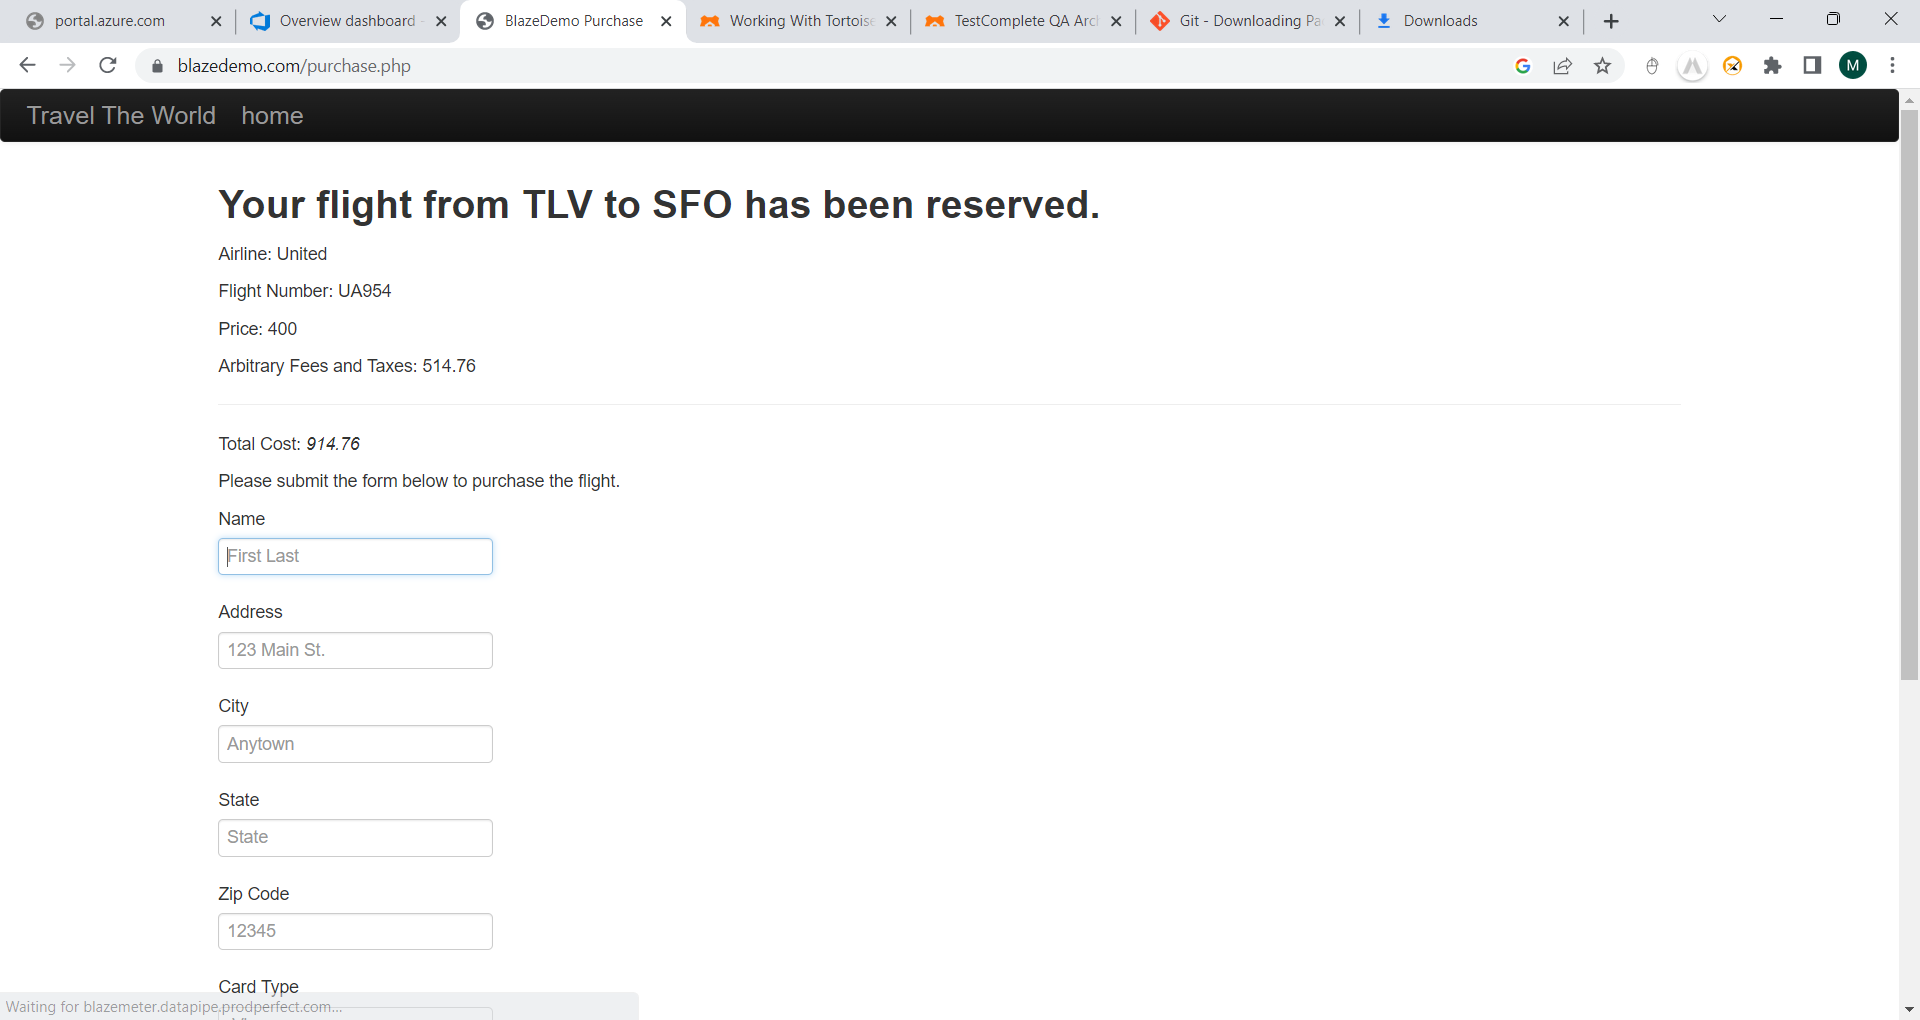 portal.azure.com
Overview dashboard
BlazeDemo Purchase
Working With Tortoise
TestComplete QA Arc
Git - Downloading Pa
Downloads
blazedemo.com/purchase.php
M
Travel The World home
Your flight from TLV to SFO has been reserved.
Airline: United
Flight Number: UA954
Price: 400
Arbitrary Fees and Taxes: 514.76
Total Cost: 914.76
Please submit the form below to purchase the flight.
Name
First Last
Address
123 Main St.
City
Anytown
State
State
Zip Code
12345
Card Type
Waiting for blazemeter.datapipe.prodperfect.com...